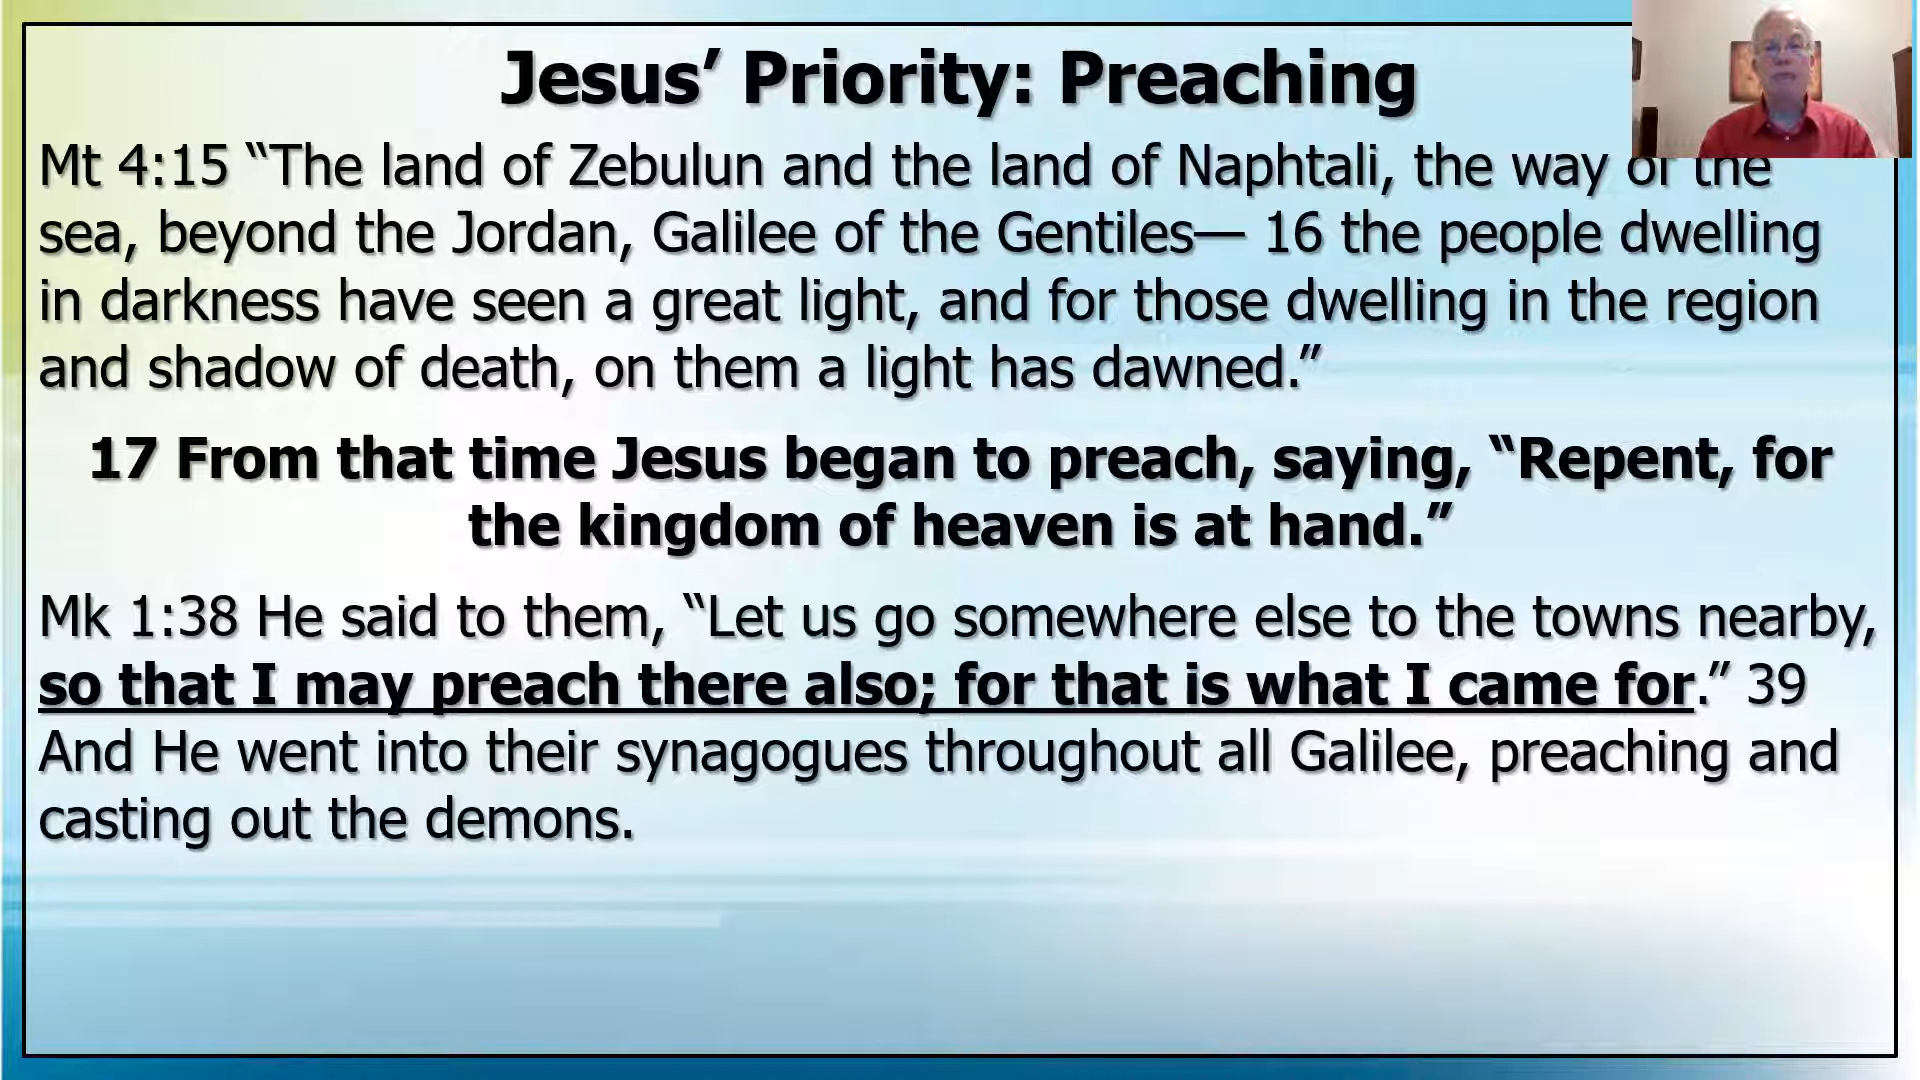 Jesus’ Priority: Preaching
Mt 4:15 “The land of Zebulun and the land of Naphtali, the way of the
sea, beyond the Jordan, Galilee of the Gentiles— 16 the people dwelling
in darkness have seen a great light, and for those dwelling in the region
and shadow of death, on them a light has dawned.”
17 From that time Jesus began to preach, saying, “Repent, for
the kingdom of heaven is at hand.”
Mk 1:38 He said to them, “Let us go somewhere else to the towns nearby,
so that I may preach there also; for that is what I came for.” 39
And He went into their synagogues throughout all Galilee, preaching and
casting out the demons.